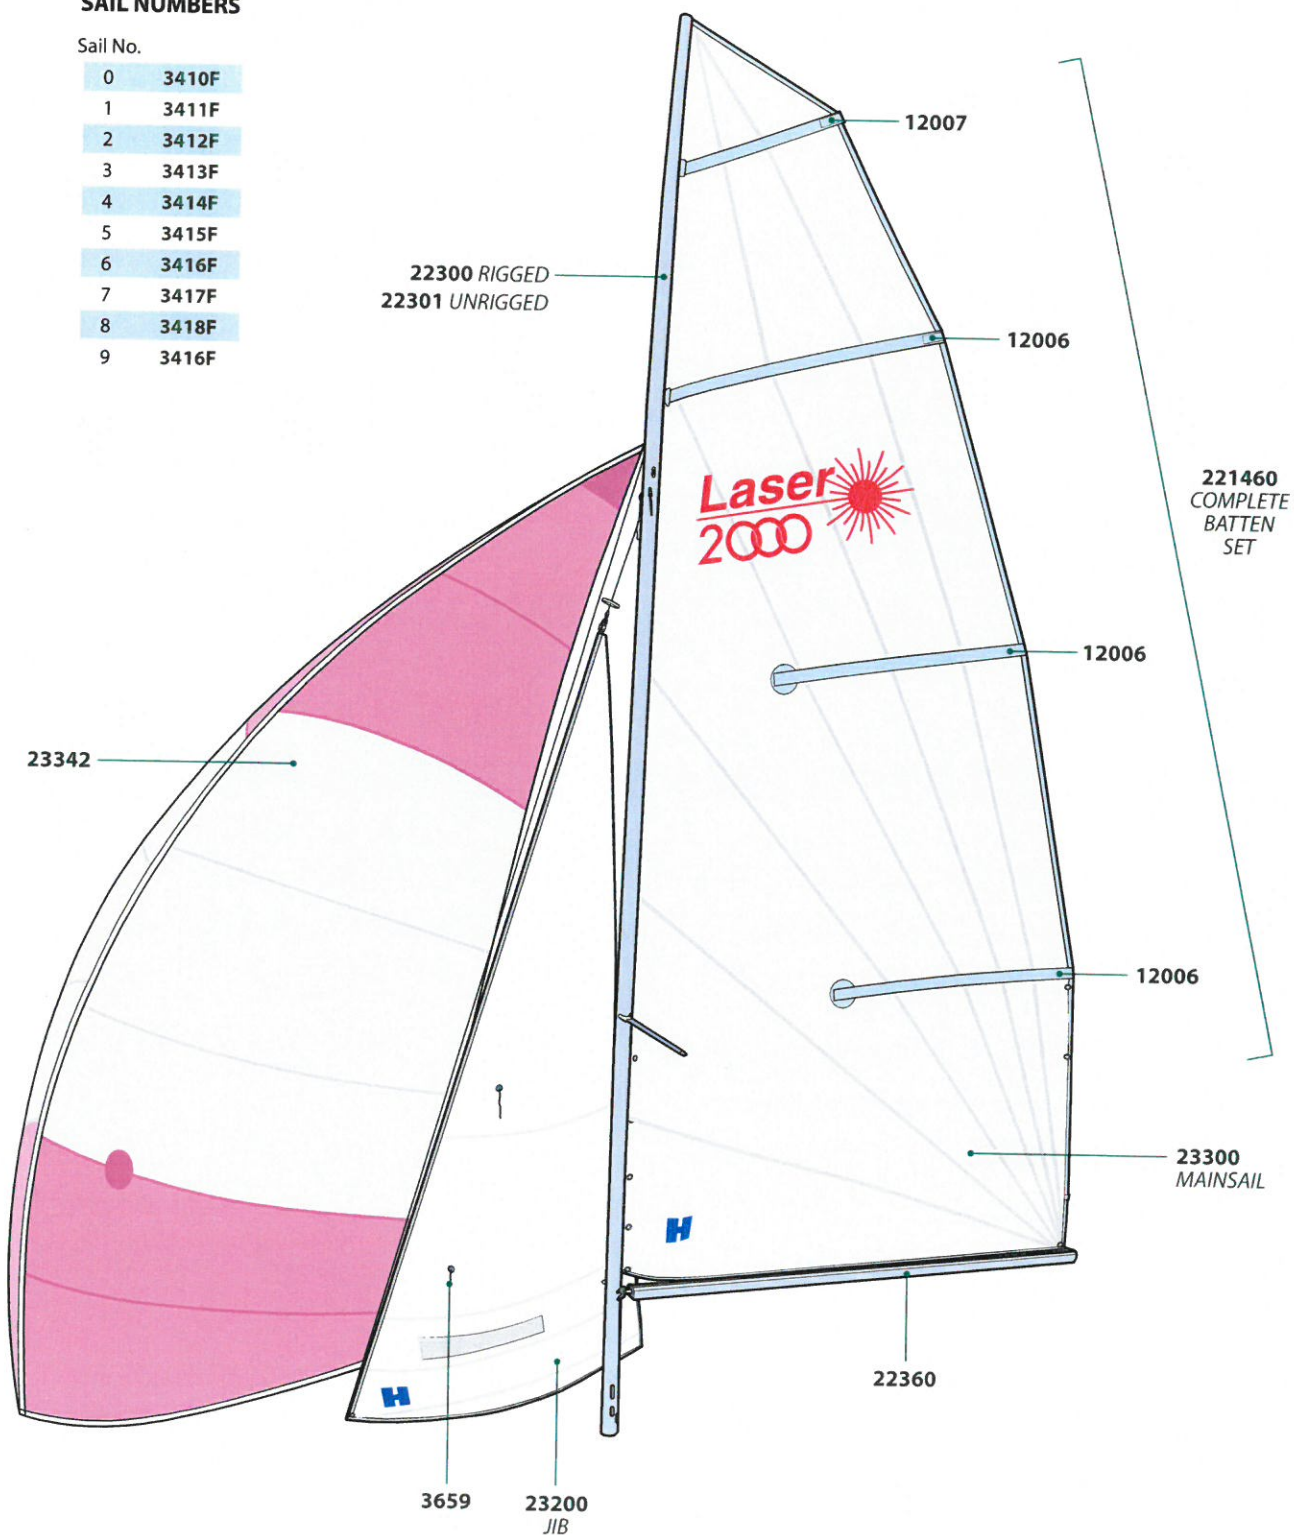 SAIL NUMBERS
Sail No.
0 3410F
1 3411F
2 3412F
3 3413F
4 3414F
5 3415F
6 3416F
7 3417F
8 3418F
9 3416F
12007
22300 RIGGED
22301 UNRIGGED
12006
221460
COMPLETE
BATTEN
SET
Laser
2000
12006
23342
12006
23300
MAINSAIL
H
22360
H
3659
23200
JIB